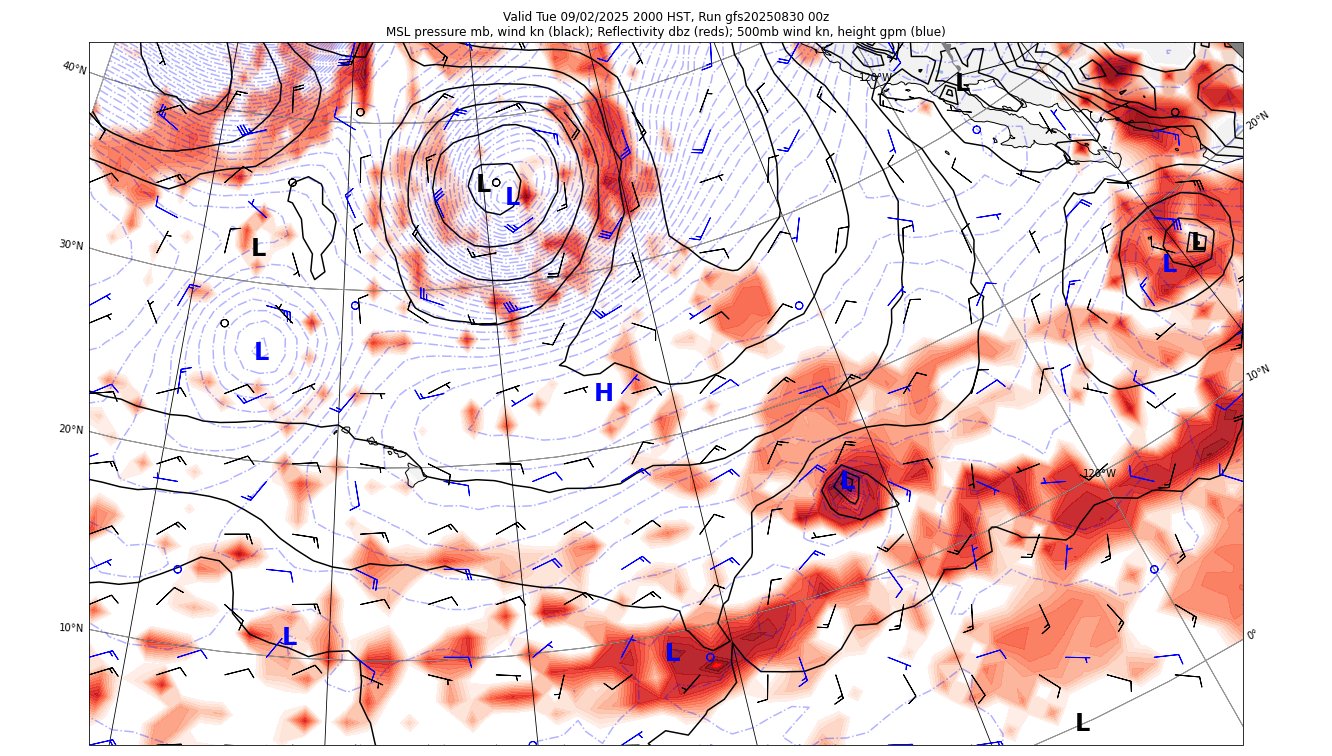 Valid Tue 09/02/2025 2000 HST, Run gfs20250830 00z
MSL pressure mb, wind kn (black); Reflectivity dbz (reds); 500mb wind kn, height gpm (blue)
40°N
120°W
L
20°N
L
L
L
L
30°N
L
L
H
10°N
20°N
120°W
L
10°N
L
L
0°
L